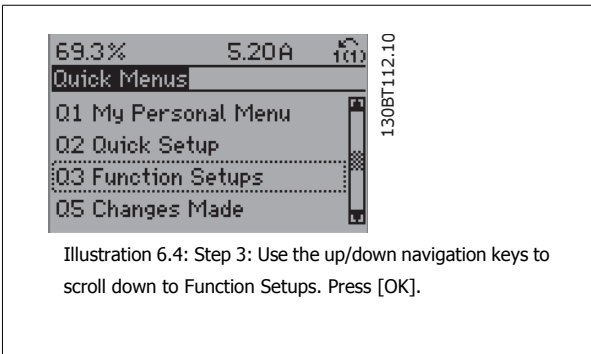 69.3% 5.20A 1(1)
Quick Menus
Q1 My Personal Menu
Q2 Quick Setup
Q3 Function Setups
Q5 Changes Made
130BT112.10
Illustration 6.4: Step 3: Use the up/down navigation keys to
scroll down to Function Setups. Press [OK].